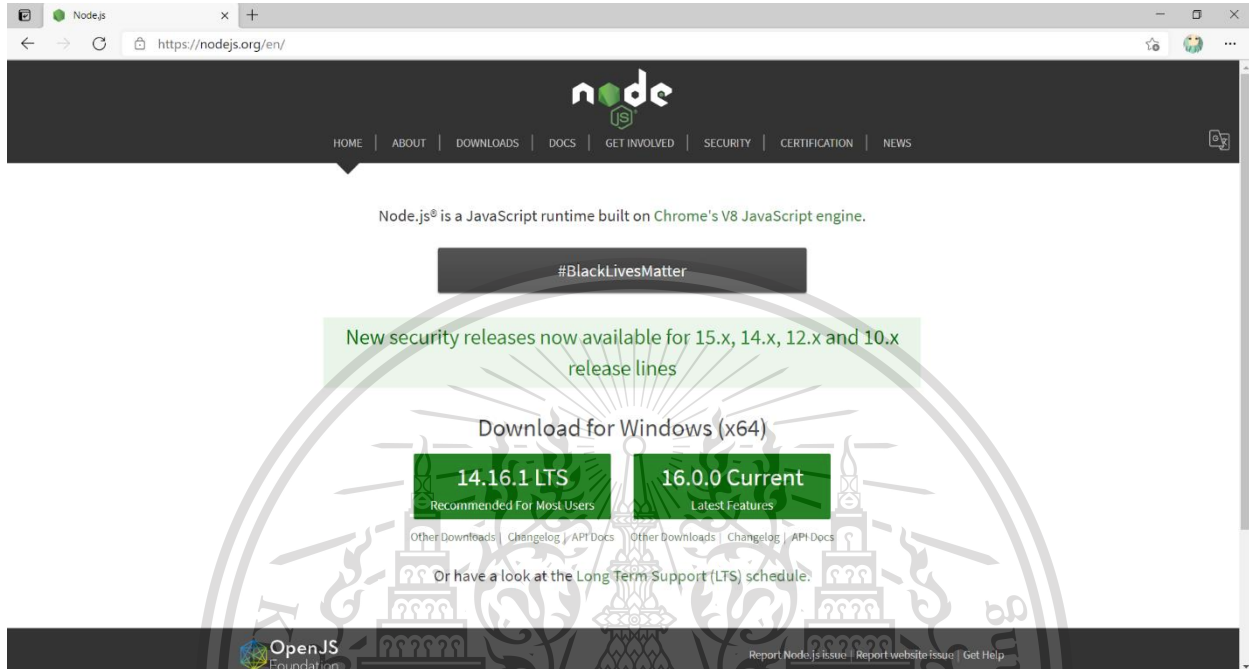 Node.js
https://nodejs.org/en/
node
JS
HOME | ABOUT | DOWNLOADS | DOCS | GET INVOLVED | SECURITY | CERTIFICATION | NEWS
Node.js® is a JavaScript runtime built on Chrome's V8 JavaScript engine.
#BlackLivesMatter
New security releases now available for 15.x, 14.x, 12.x and 10.x
release lines
Download for Windows (x64)
14.16.1 LTS
Recommended For Most Users
16.0.0 Current
Latest Features
Other Downloads | Changelog | API Docs
Other Downloads | Changelog | API Docs
Or have a look at the Long Term Support (LTS) schedule.
OpenJS
Foundation
Report Node.js issue | Report website issue | Get Help